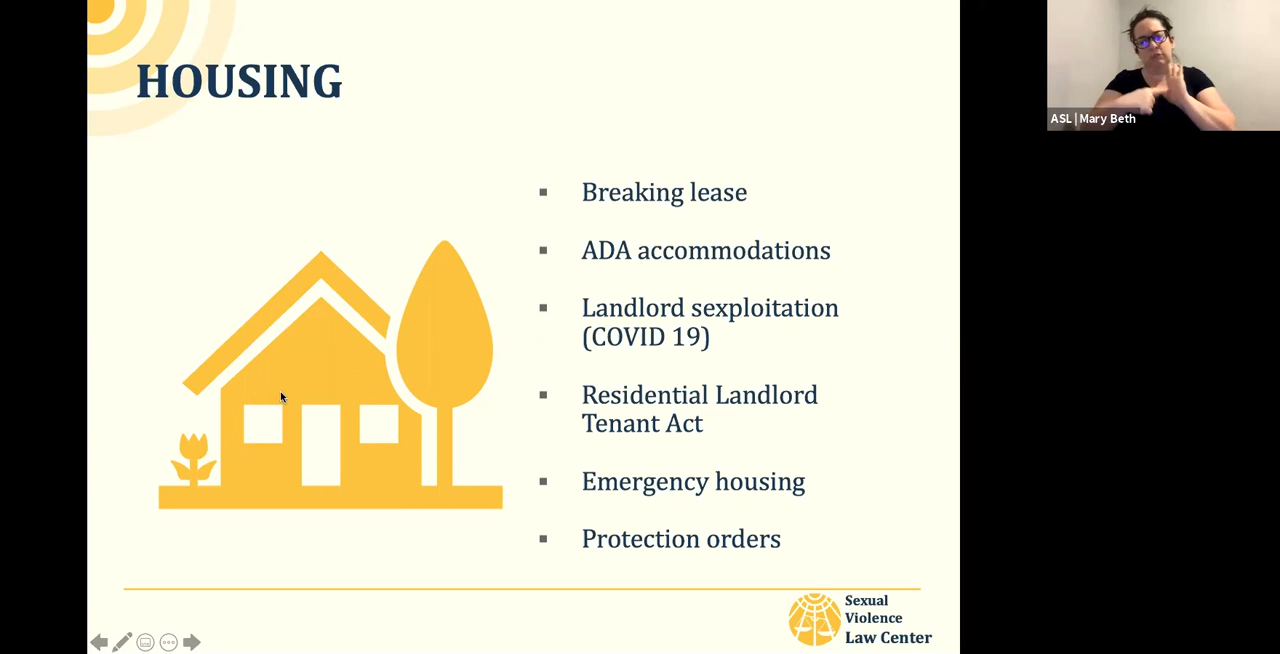 HOUSING
ASL | Mary Beth
Breaking lease
ADA accommodations
Landlord sexploitation
(COVID 19)
Residential Landlord
Tenant Act
Emergency housing
Protection orders
Sexual
Violence
Law Center